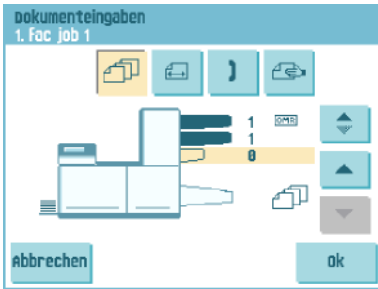 Dokumenteingaben
1. Fac job 1
1 OMR
1
0
Abbrechen
Ok